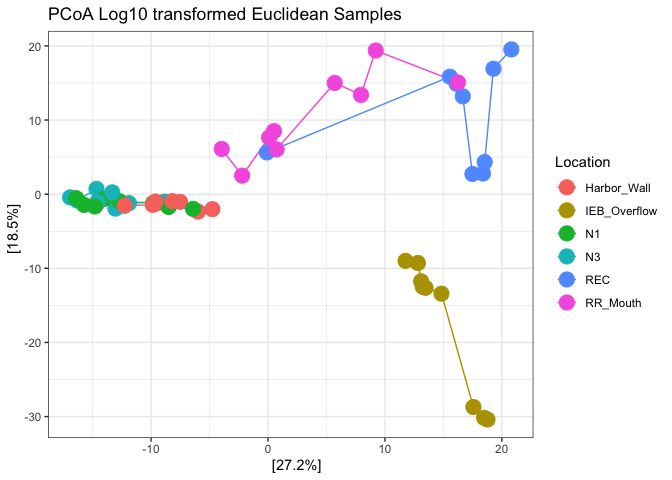 PCoA Log10 transformed Euclidean Samples
20
10
0
-10
-20
-30
[18.5%]
-10
0
10
20
[27.2%]
Location
Harbor_Wall
IEB_Overflow
N1
N3
REC
RR_Mouth